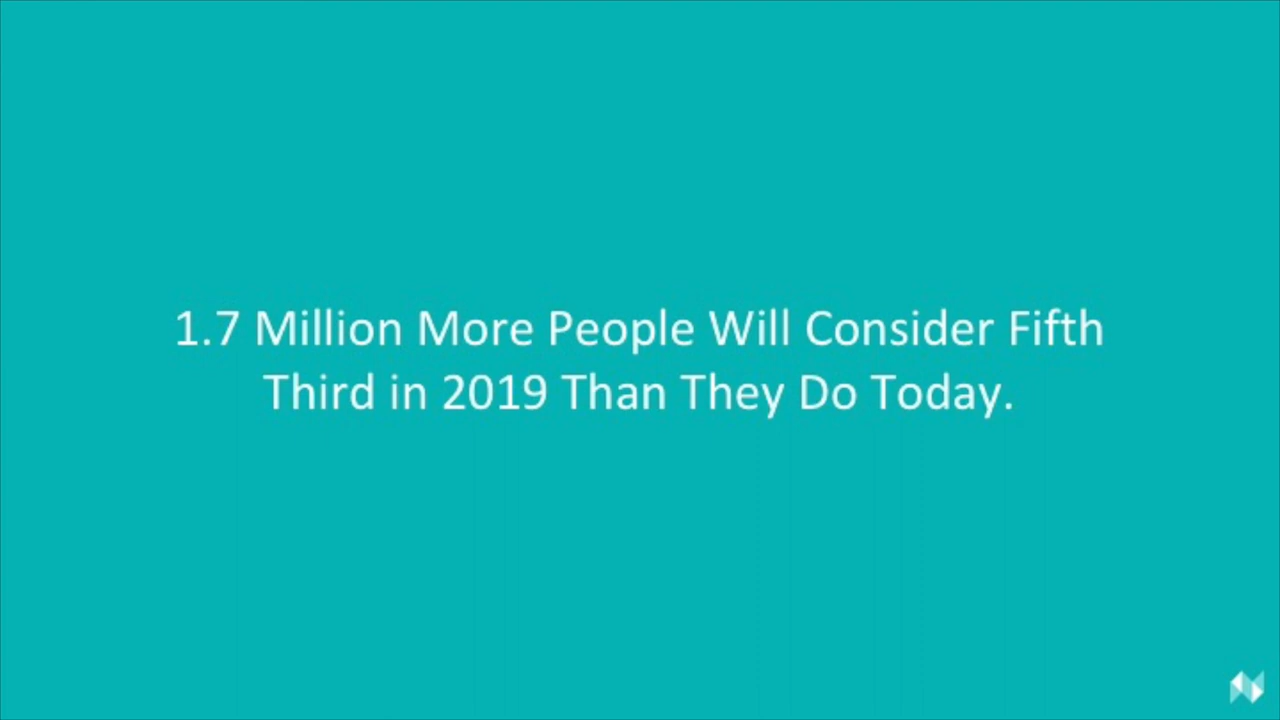 1.7 Million More People Will Consider Fifth
Third in 2019 Than They Do Today.